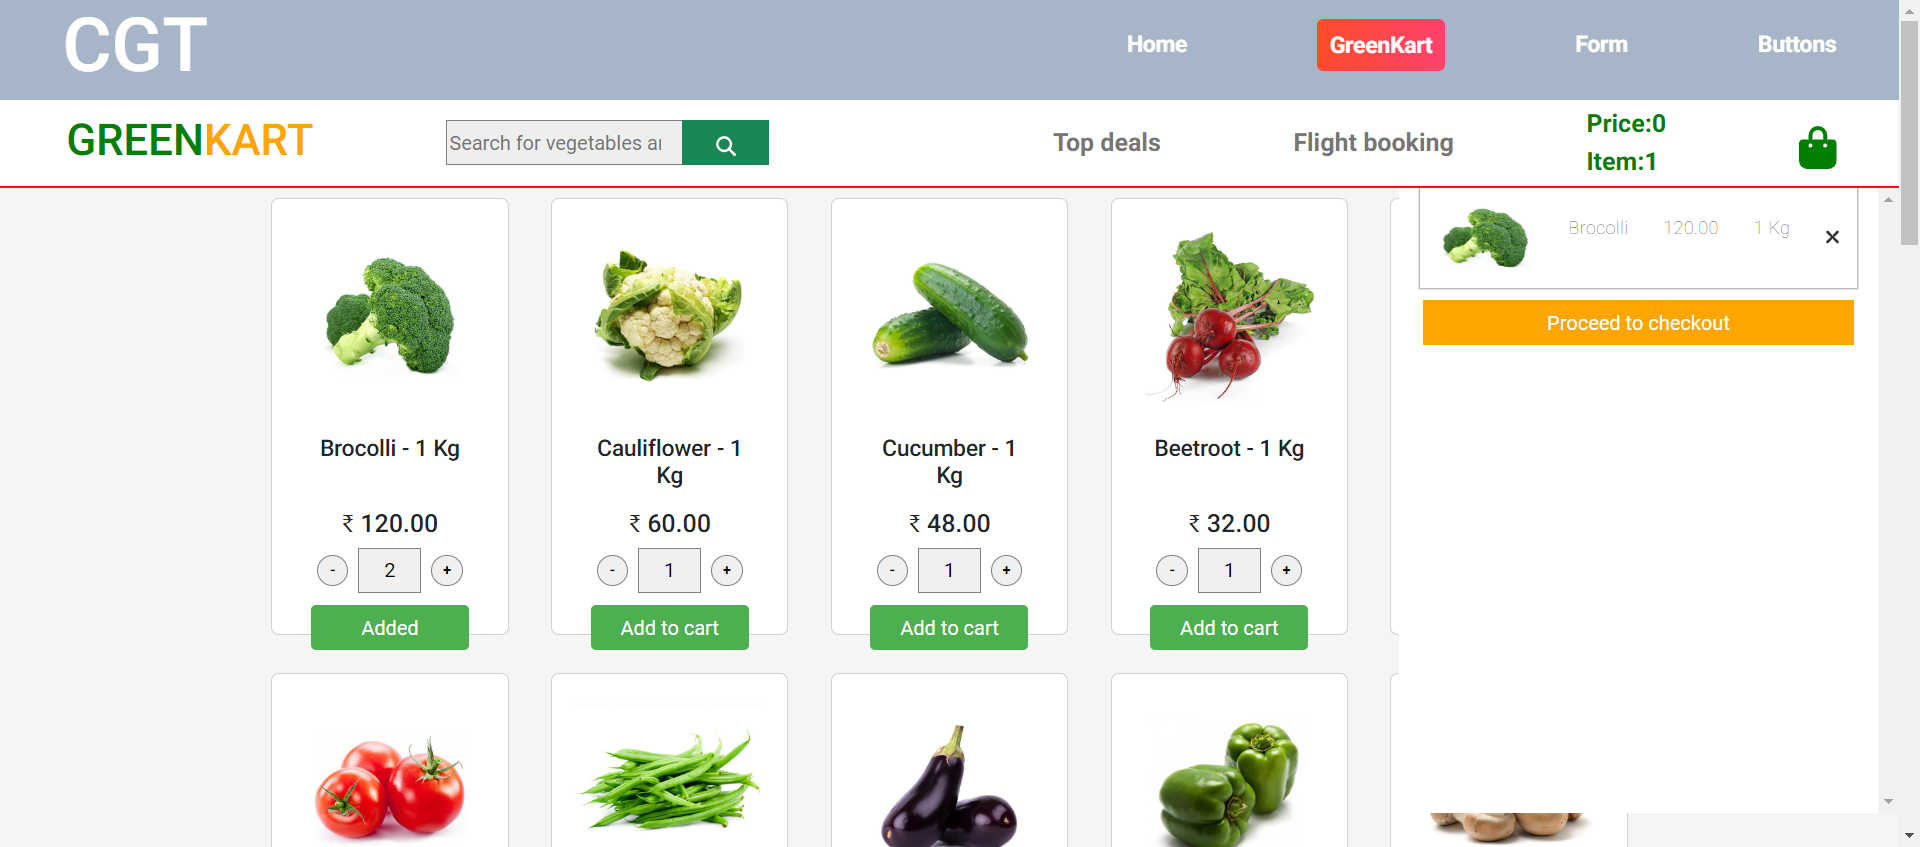 CGT
Home GreenKart Form Buttons
GREENKART
Search for vegetables ar
Top deals Flight booking
Price:0
Item:1
Brocolli 120.00 1 Kg ×
Proceed to checkout
Brocolli - 1 Kg
₹ 120.00
- 2 +
Added
Cauliflower - 1
Kg
₹ 60.00
- 1 +
Add to cart
Cucumber - 1
Kg
₹ 48.00
- 1 +
Add to cart
Beetroot - 1 Kg
₹ 32.00
- 1 +
Add to cart